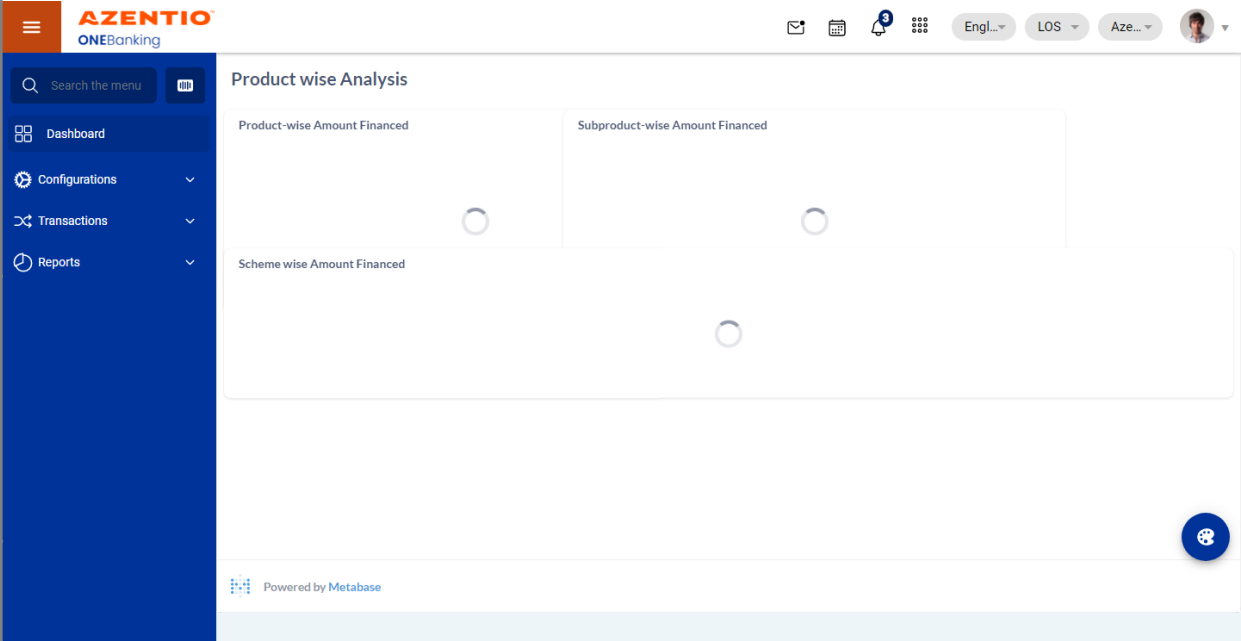 AZENTIO™
ONEBanking
3
Engl...
LOS
Aze...
Search the menu
Dashboard
Configurations
Transactions
Reports
Product wise Analysis
Product-wise Amount Financed
Subproduct-wise Amount Financed
Scheme wise Amount Financed
Powered by Metabase